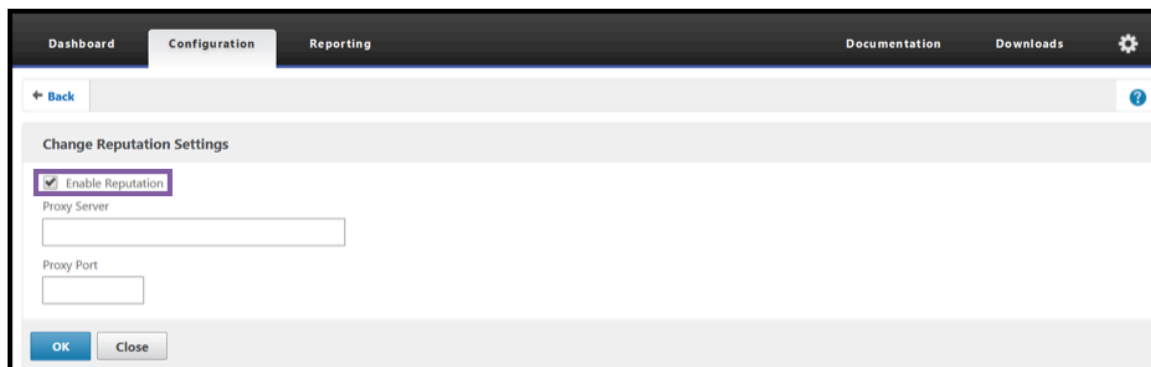 Dashboard Configuration Reporting Documentation Downloads
Back ?
Change Reputation Settings
Enable Reputation
Proxy Server
Proxy Port
OK Close